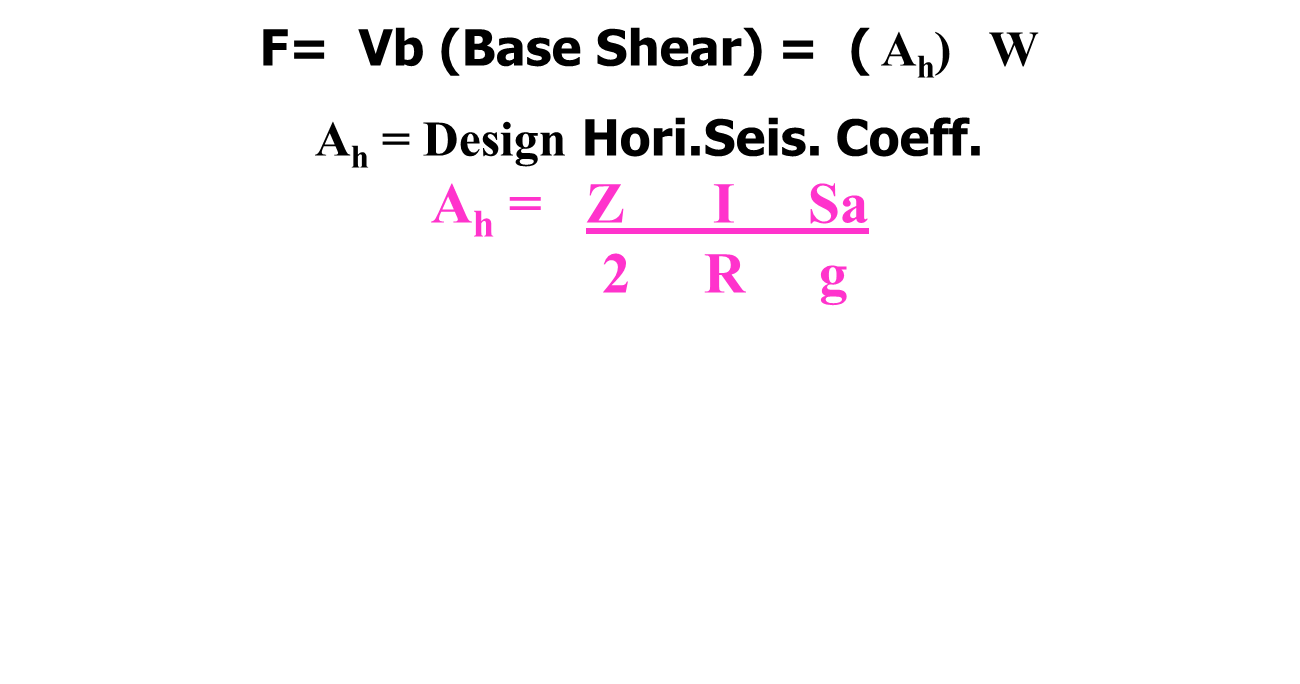 F= Vb (Base Shear) = ( Ah) W
Ah = Design Hori.Seis. Coeff.
Ah = Z I Sa
2 R g